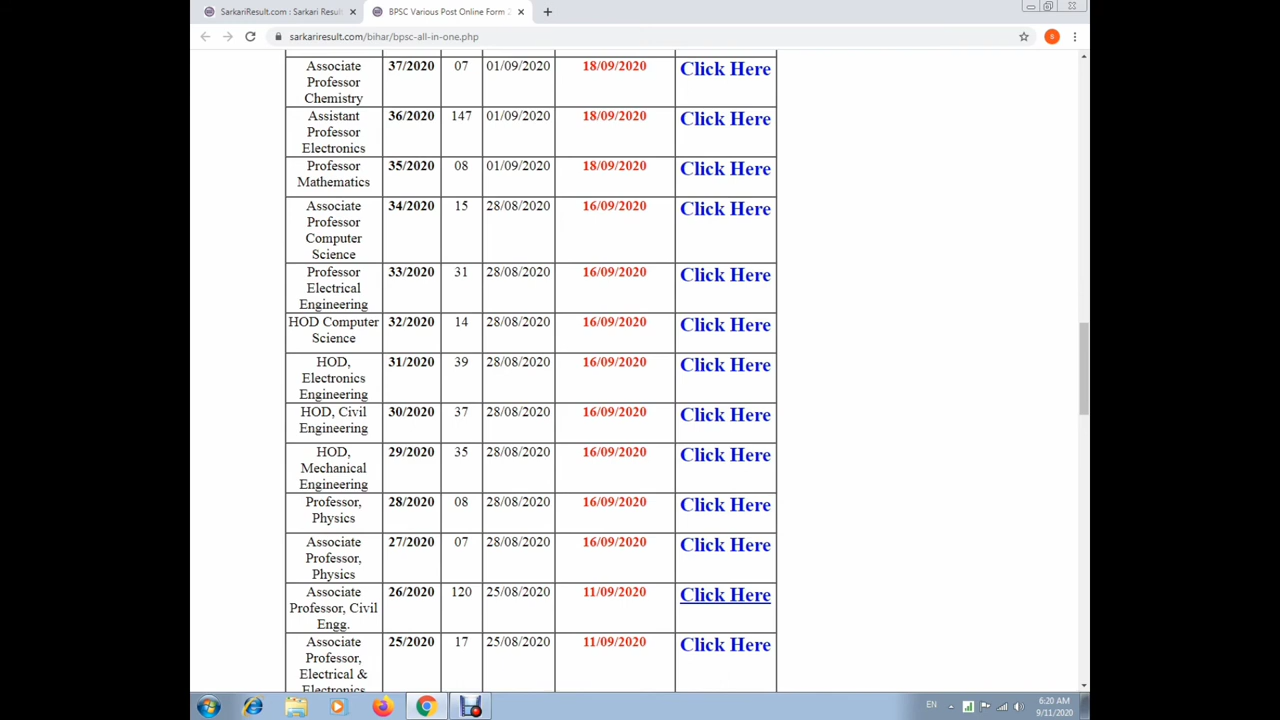 SarkariResult.com : Sarkari Result
BPSC Various Post Online Form 2
sarkariresult.com/bihar/bpsc-all-in-one.php
s
Associate Professor Chemistry 37/2020 07 01/09/2020 18/09/2020 Click Here
Assistant Professor Electronics 36/2020 147 01/09/2020 18/09/2020 Click Here
Professor Mathematics 35/2020 08 01/09/2020 18/09/2020 Click Here
Associate Professor Computer Science 34/2020 15 28/08/2020 16/09/2020 Click Here
Professor Electrical Engineering 33/2020 31 28/08/2020 16/09/2020 Click Here
HOD Computer Science 32/2020 14 28/08/2020 16/09/2020 Click Here
HOD, Electronics Engineering 31/2020 39 28/08/2020 16/09/2020 Click Here
HOD, Civil Engineering 30/2020 37 28/08/2020 16/09/2020 Click Here
HOD, Mechanical Engineering 29/2020 35 28/08/2020 16/09/2020 Click Here
Professor, Physics 28/2020 08 28/08/2020 16/09/2020 Click Here
Associate Professor, Physics 27/2020 07 28/08/2020 16/09/2020 Click Here
Associate Professor, Civil Engg. 26/2020 120 25/08/2020 11/09/2020 Click Here
Associate Professor, Electrical & Electronics 25/2020 17 25/08/2020 11/09/2020 Click Here
EN
6:20 AM
9/11/2020